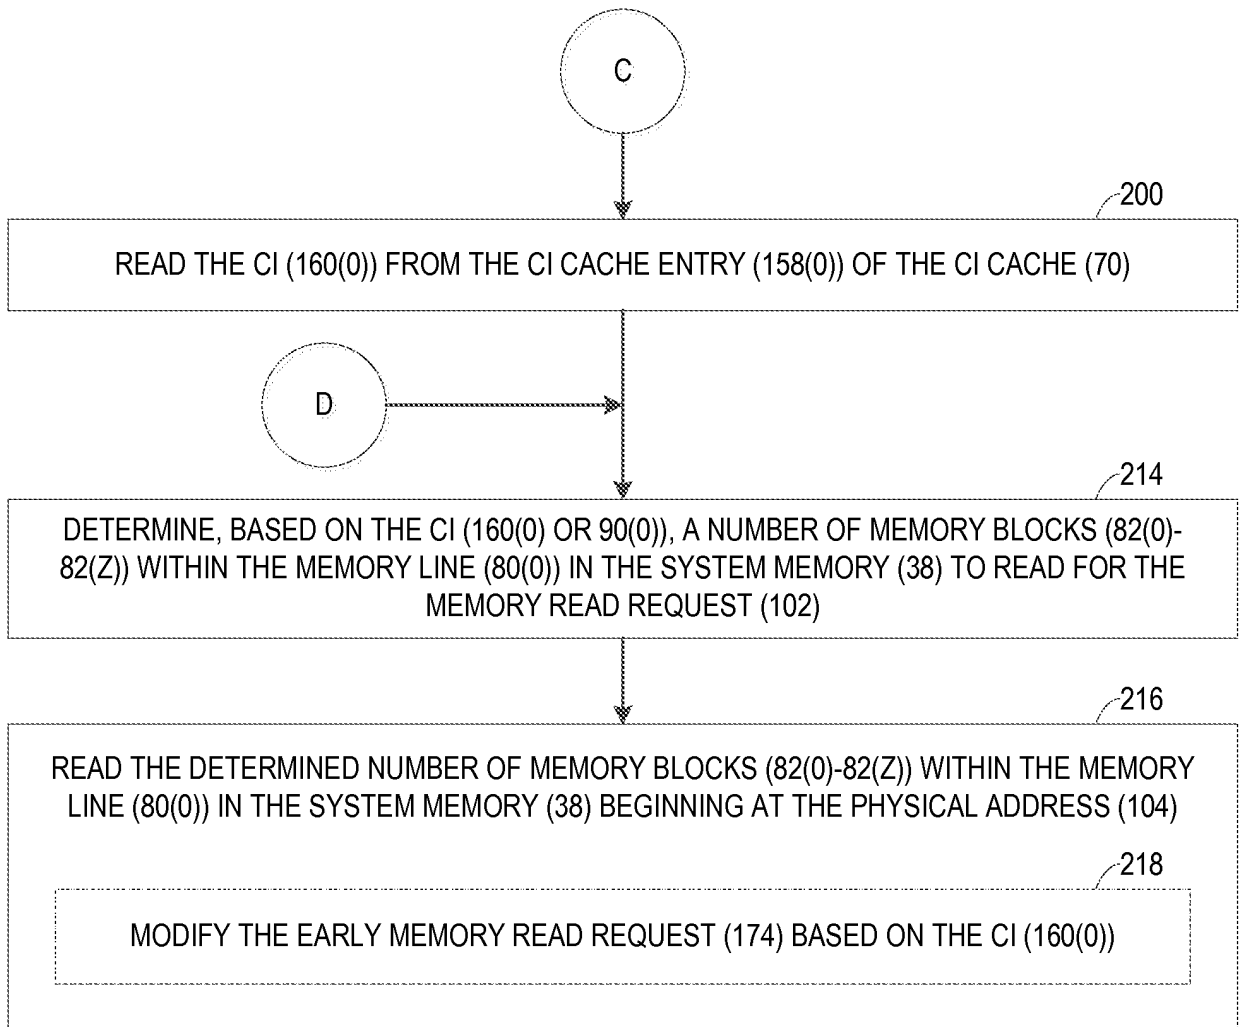 C
200
READ THE CI (160(0)) FROM THE CI CACHE ENTRY (158(0)) OF THE CI CACHE (70)
D
214
DETERMINE, BASED ON THE CI (160(0) OR 90(0)), A NUMBER OF MEMORY BLOCKS (82(0)-
82(Z)) WITHIN THE MEMORY LINE (80(0)) IN THE SYSTEM MEMORY (38) TO READ FOR THE
MEMORY READ REQUEST (102)
216
READ THE DETERMINED NUMBER OF MEMORY BLOCKS (82(0)-82(Z)) WITHIN THE MEMORY
LINE (80(0)) IN THE SYSTEM MEMORY (38) BEGINNING AT THE PHYSICAL ADDRESS (104)
218
MODIFY THE EARLY MEMORY READ REQUEST (174) BASED ON THE CI (160(0))